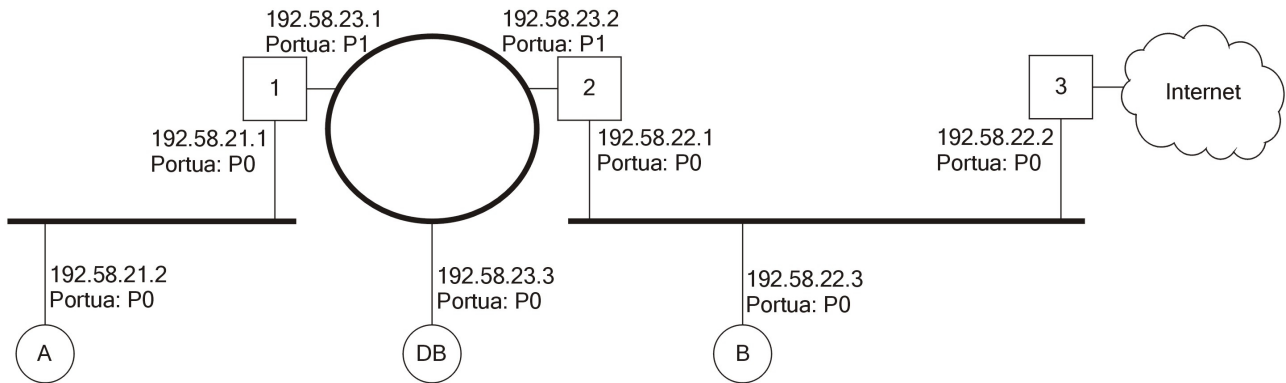 192.58.23.1
Portua: P1
192.58.23.2
Portua: P1
1
2
3
Internet
192.58.21.1
Portua: P0
192.58.22.1
Portua: P0
192.58.22.2
Portua: P0
192.58.21.2
Portua: P0
192.58.23.3
Portua: P0
192.58.22.3
Portua: P0
A
DB
B